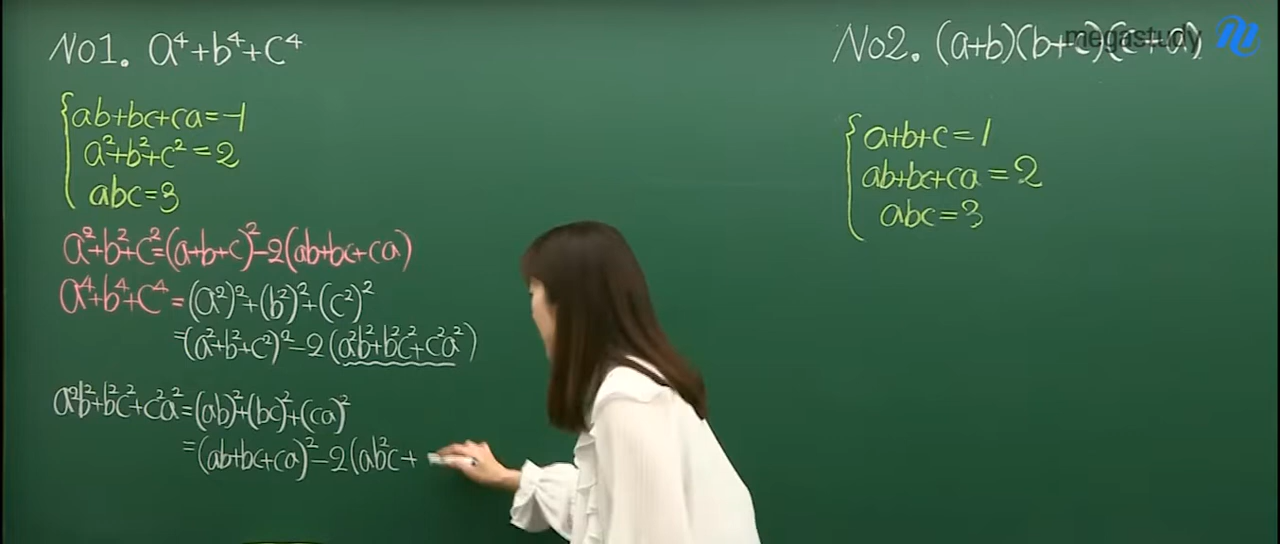 No1. a⁴+b⁴+c⁴
ab+bc+ca=-1
a²+b²+c²=2
abc=3
a²+b²+c²=(a+b+c)²-2(ab+bc+ca)
a⁴+b⁴+c⁴=(a²)²+(b²)²+(c²)²
=(a²+b²+c²)²-2(a²b²+b²c²+c²a²)
a²b²+b²c²+c²a²=(ab)²+(bc)²+(ca)²
=(ab+bc+ca)²-2(ab²c+
No2. (a+b)(b+c)(c+a)
megastudy
a+b+c=1
ab+bc+ca=2
abc=3